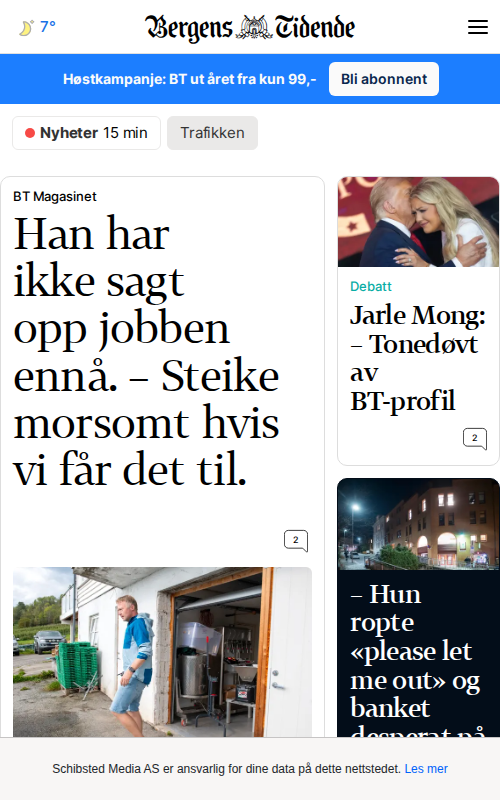 7°
Bergens Tidende
Høstkampanje: BT ut året fra kun 99,-
Bli abonnent
Nyheter 15 min
Trafikken
BT Magasinet
Han har
ikke sagt
opp jobben
ennå. – Steike
morsomt hvis
vi får det til.
2
Debatt
Jarle Mong:
– Tonedøvt
av
BT-profil
2
– Hun
ropte
«please let
me out» og
banket
desperat på
Schibsted Media AS er ansvarlig for dine data på dette nettstedet. Les mer